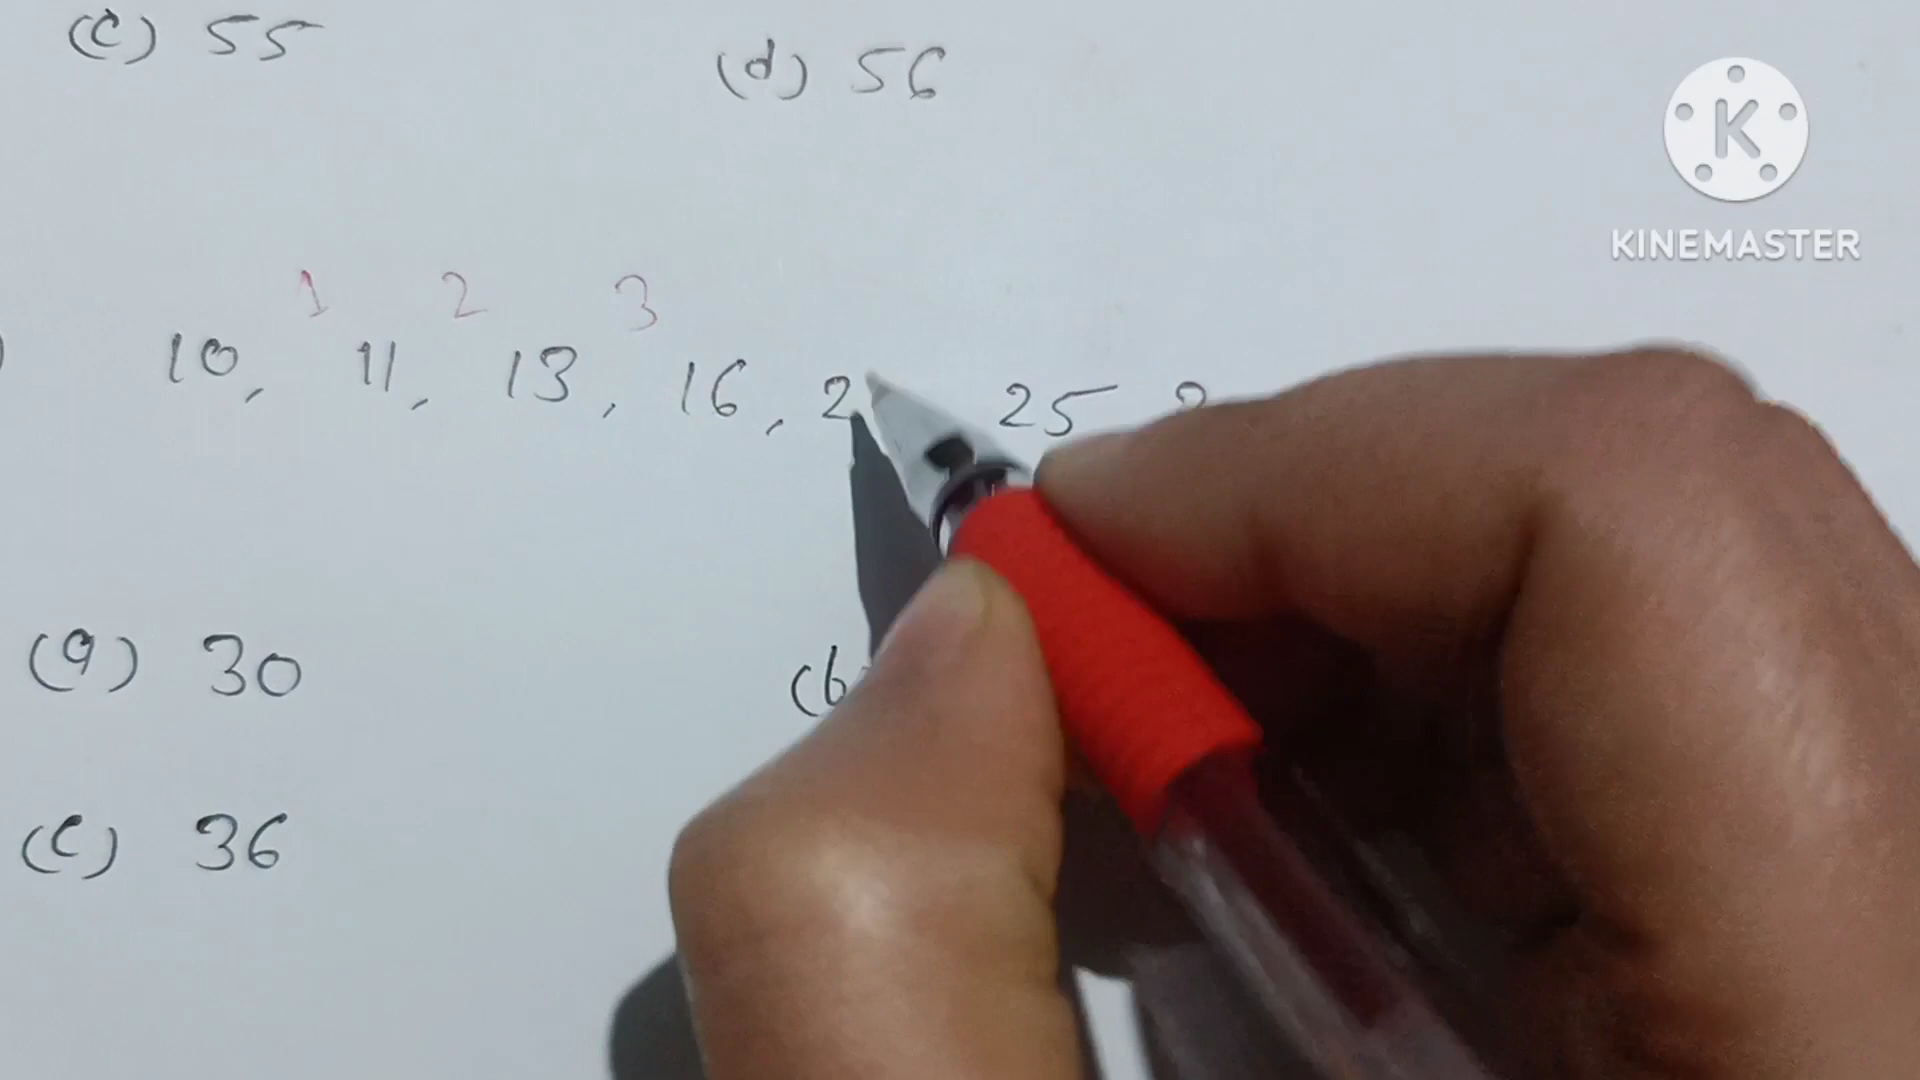 (c) 55 (d) 56
K
KINEMASTER
1 2 3
10, 11, 13, 16, 2 25
(a) 30 (b
(c) 36